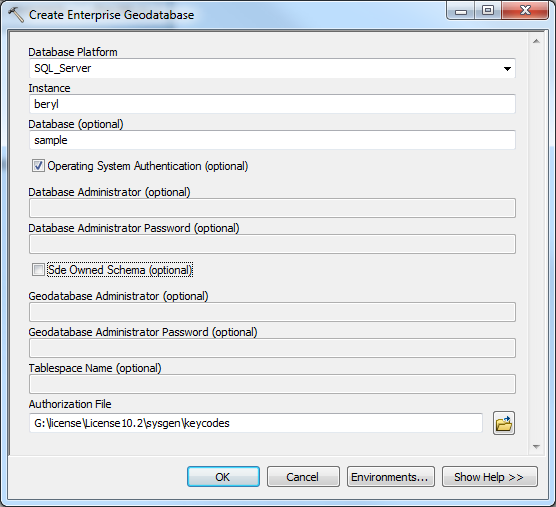 Create Enterprise Geodatabase
Database Platform
SQL_Server
Instance
beryl
Database (optional)
sample
Operating System Authentication (optional)
Database Administrator (optional)
Database Administrator Password (optional)
Sde Owned Schema (optional)
Geodatabase Administrator (optional)
Geodatabase Administrator Password (optional)
Tablespace Name (optional)
Authorization File
G:\license\License10.2\sysgen\keycodes
OK Cancel Environments... Show Help >>